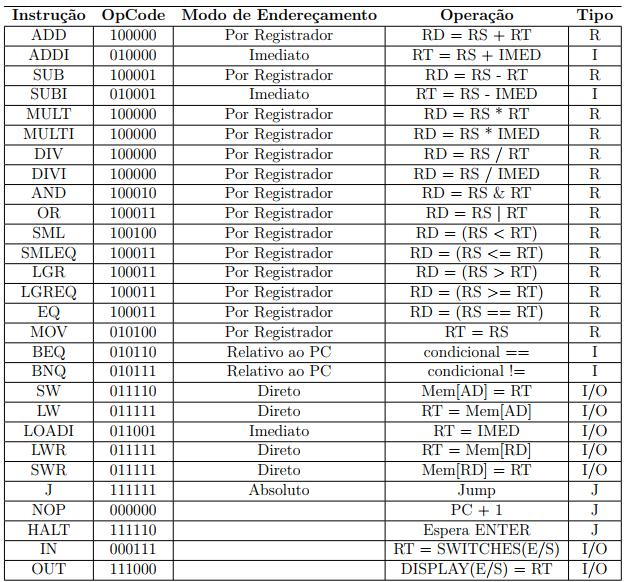 Instrução OpCode Modo de Endereçamento Operação Tipo
ADD 100000 Por Registrador RD = RS + RT R
ADDI 010000 Imediato RT = RS + IMED I
SUB 100001 Por Registrador RD = RS - RT R
SUBI 010001 Imediato RT = RS - IMED I
MULT 100000 Por Registrador RD = RS * RT R
MULTI 100000 Por Registrador RD = RS * IMED R
DIV 100000 Por Registrador RD = RS / RT R
DIVI 100000 Por Registrador RD = RS / IMED R
AND 100010 Por Registrador RD = RS & RT R
OR 100011 Por Registrador RD = RS | RT R
SML 100100 Por Registrador RD = (RS < RT) R
SMLEQ 100011 Por Registrador RD = (RS <= RT) R
LGR 100011 Por Registrador RD = (RS > RT) R
LGREQ 100011 Por Registrador RD = (RS >= RT) R
EQ 100011 Por Registrador RD = (RS == RT) R
MOV 010100 Por Registrador RT = RS R
BEQ 010110 Relativo ao PC condicional == I
BNQ 010111 Relativo ao PC condicional != I
SW 011110 Direto Mem[AD] = RT I/O
LW 011111 Direto RT = Mem[AD] I/O
LOADI 011001 Imediato RT = IMED I/O
LWR 011111 Direto RT = Mem[RD] I/O
SWR 011111 Direto Mem[RD] = RT I/O
J 111111 Absoluto Jump J
NOP 000000 PC + 1 J
HALT 111110 Espera ENTER J
IN 000111 RT = SWITCHES(E/S) I/O
OUT 111000 DISPLAY(E/S) = RT I/O